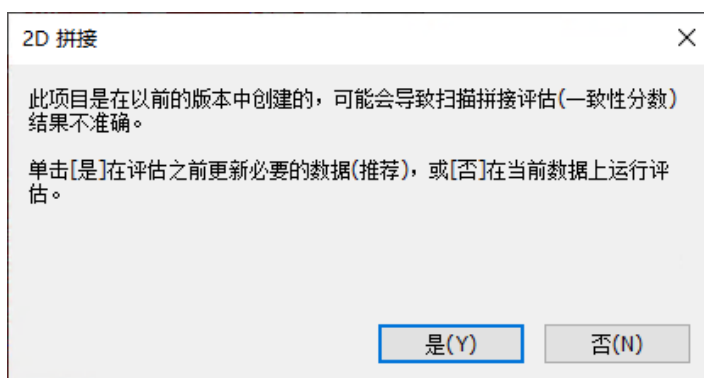 2D 拼接
此项目是在以前的版本中创建的，可能会导致扫描拼接评估(一致性分数)
结果不准确。
单击[是]在评估之前更新必要的数据(推荐)，或[否]在当前数据上运行评
估。
是(Y)
否(N)